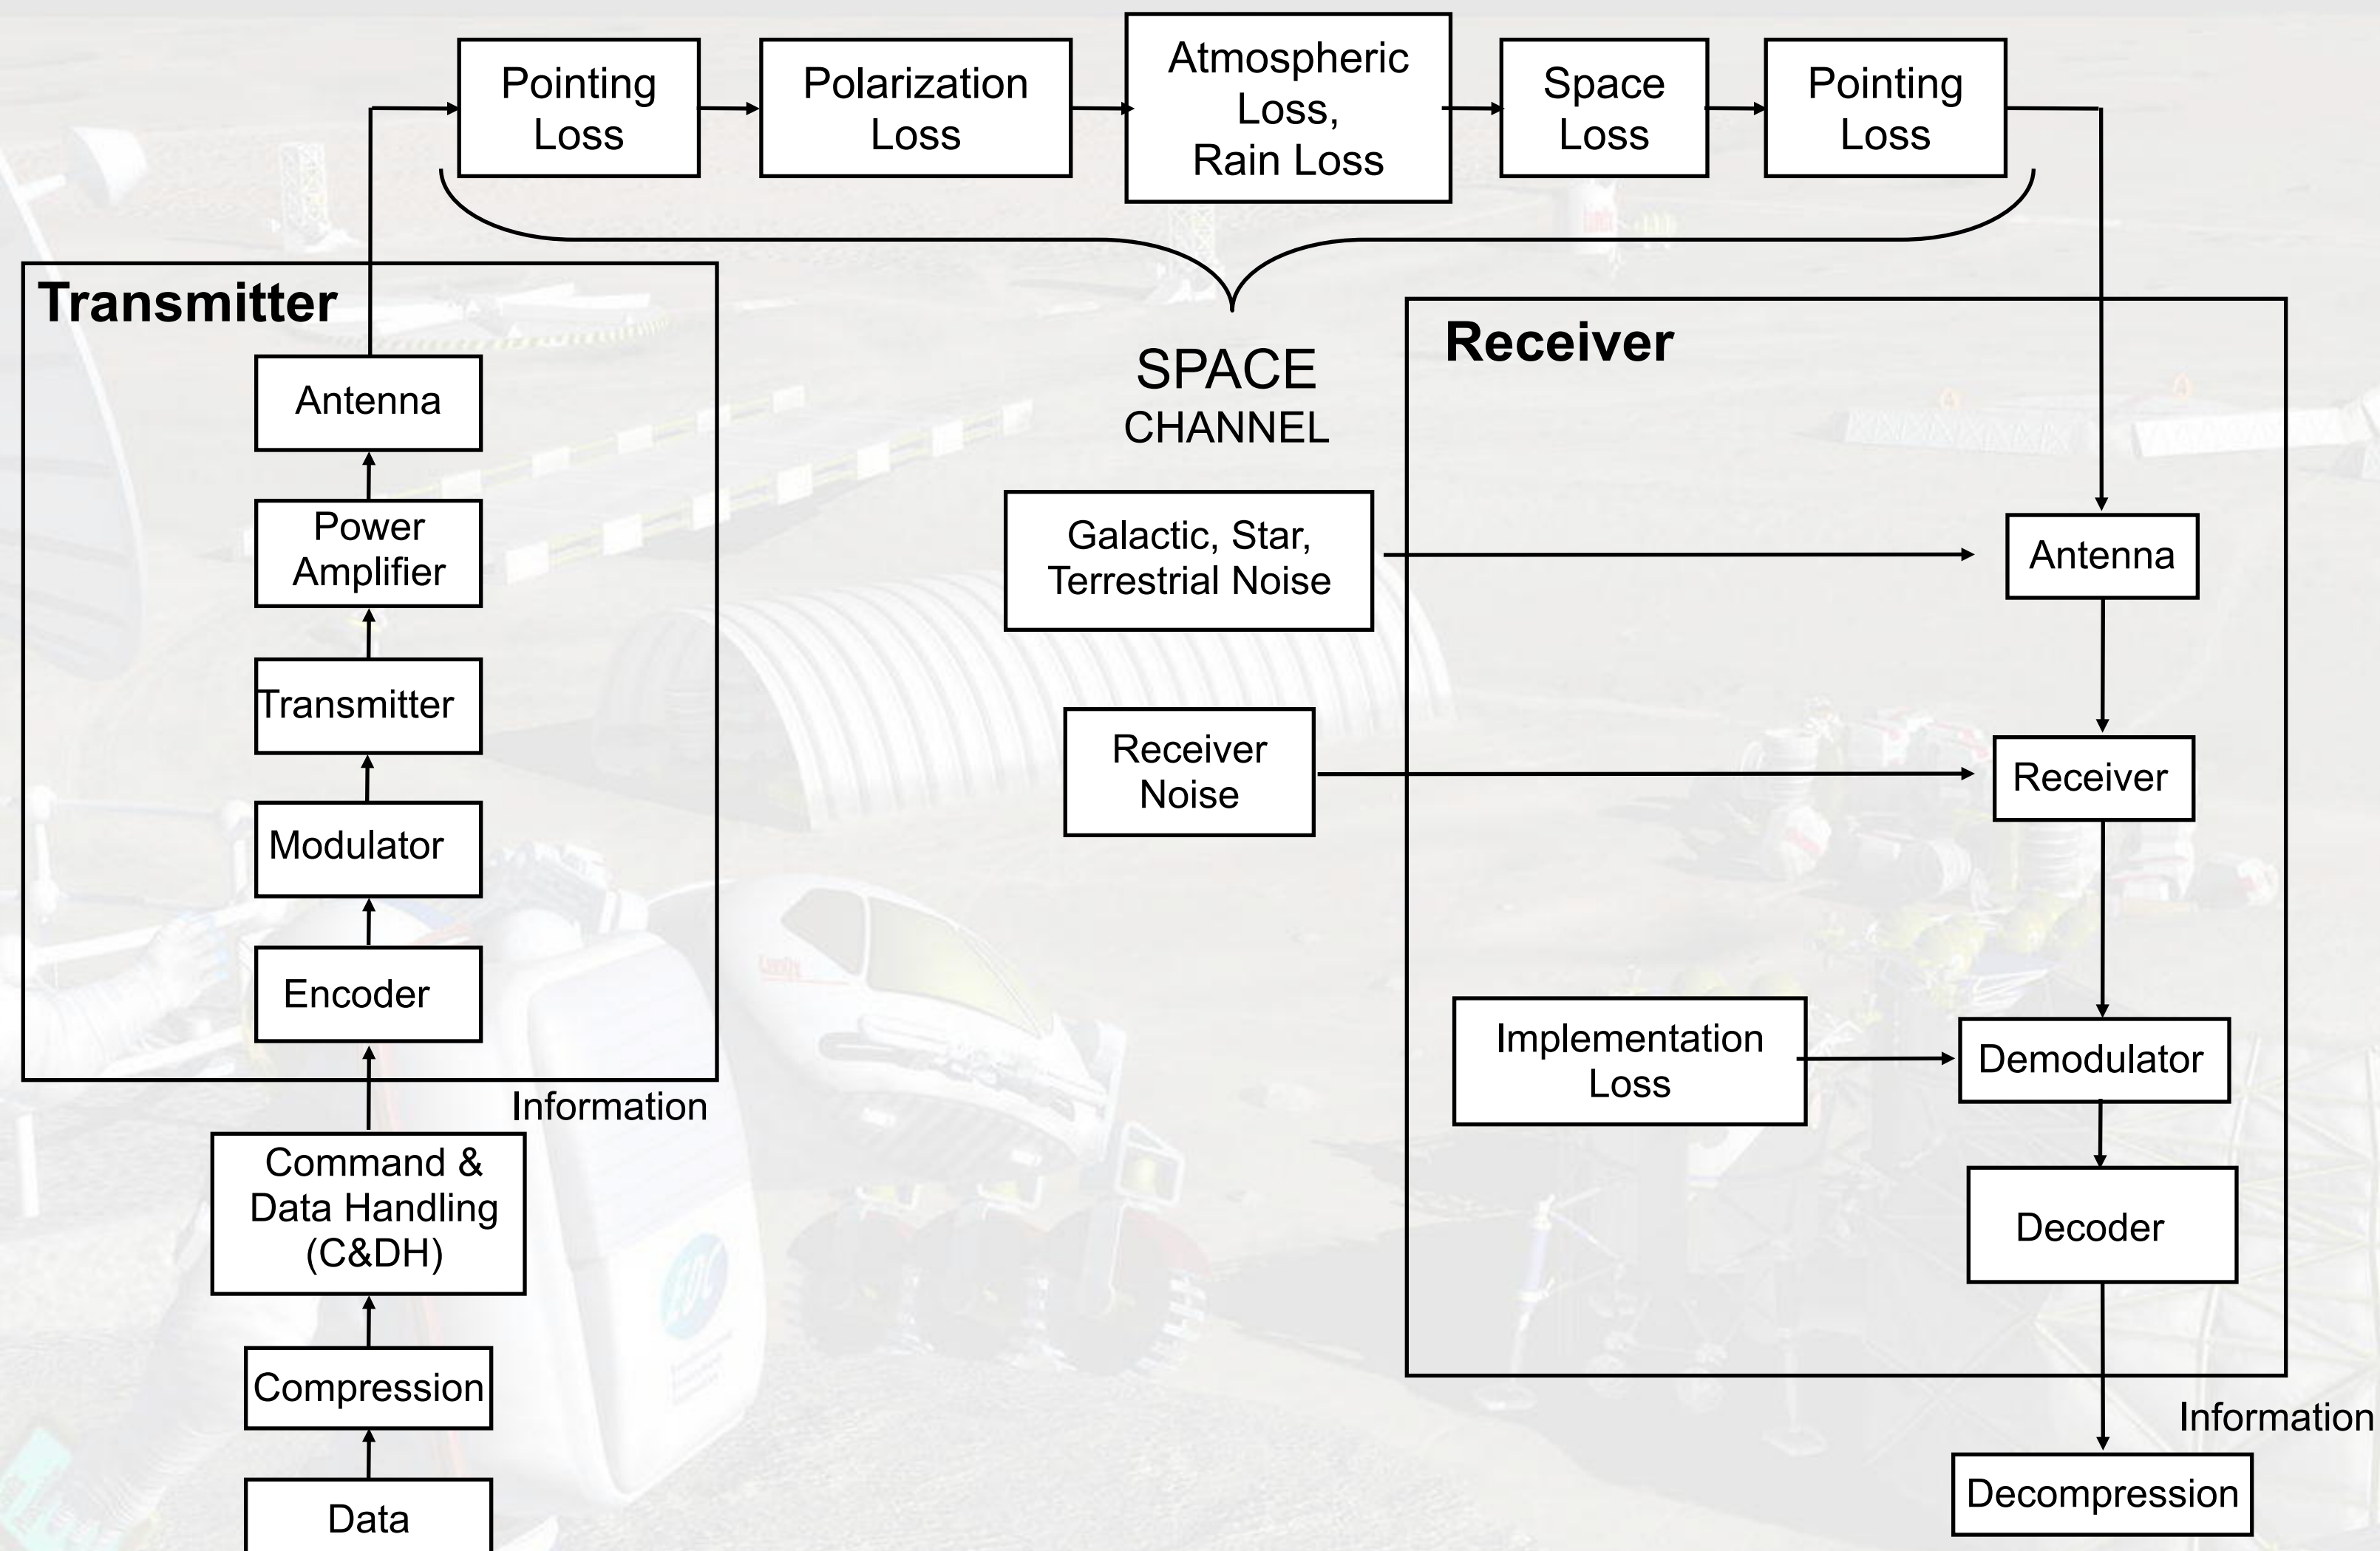 Pointing
Loss
Polarization
Loss
Atmospheric
Loss,
Rain Loss
Space
Loss
Pointing
Loss
Transmitter
Antenna
Power
Amplifier
Transmitter
Modulator
Encoder
Information
Command &
Data Handling
(C&DH)
Compression
Data
SPACE
CHANNEL
Galactic, Star,
Terrestrial Noise
Receiver
Noise
Receiver
Antenna
Receiver
Implementation
Loss
Demodulator
Decoder
Information
Decompression